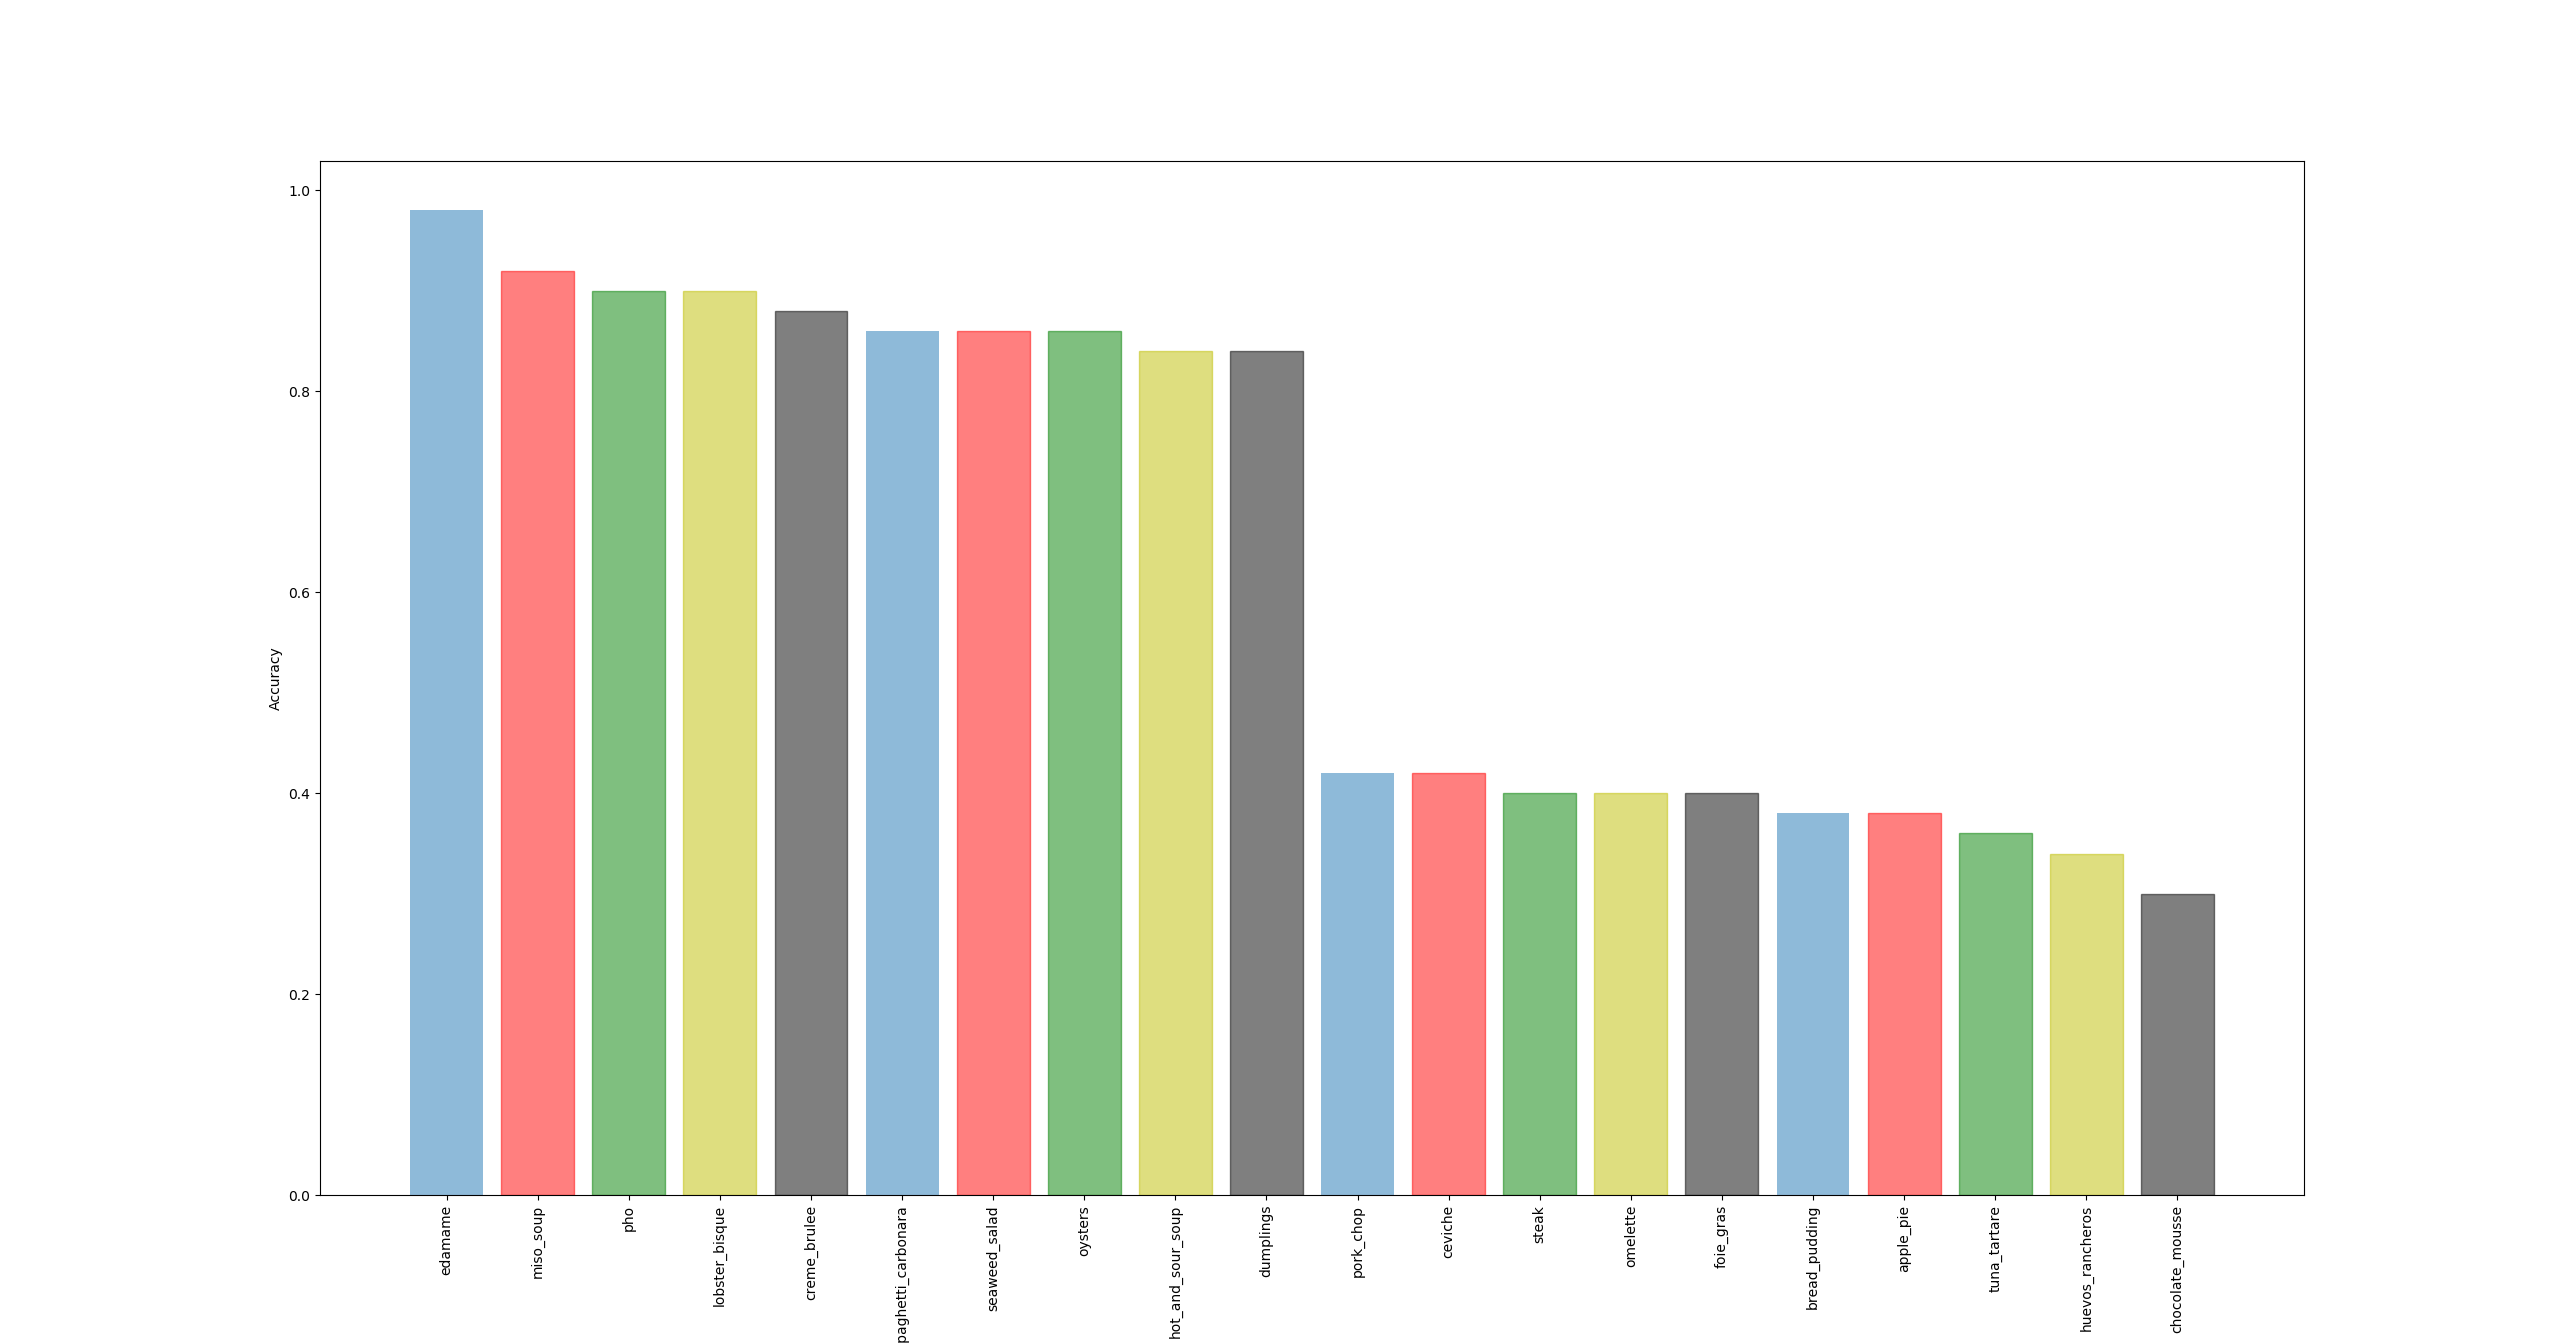 1.0
0.8
0.6
0.4
0.2
0.0
Accuracy
edamame
miso_soup
pho
lobster_bisque
creme_brulee
paghetti_carbonara
seaweed_salad
oysters
hot_and_sour_soup
dumplings
pork_chop
ceviche
steak
omelette
foie_gras
bread_pudding
apple_pie
tuna_tartare
huevos_rancheros
chocolate_mousse